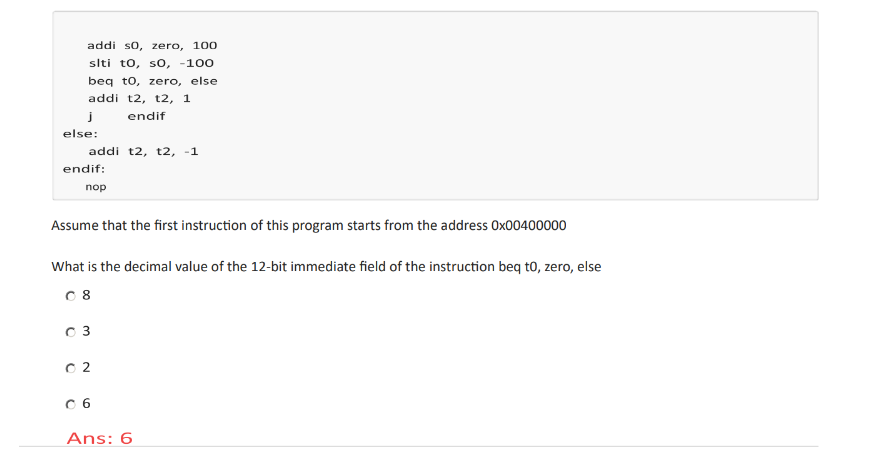 addi s0, zero, 100
slti t0, s0, -100
beq t0, zero, else
addi t2, t2, 1
j endif
else:
addi t2, t2, -1
endif:
nop
Assume that the first instruction of this program starts from the address 0x00400000
What is the decimal value of the 12-bit immediate field of the instruction beq t0, zero, else
8
3
2
6
Ans: 6